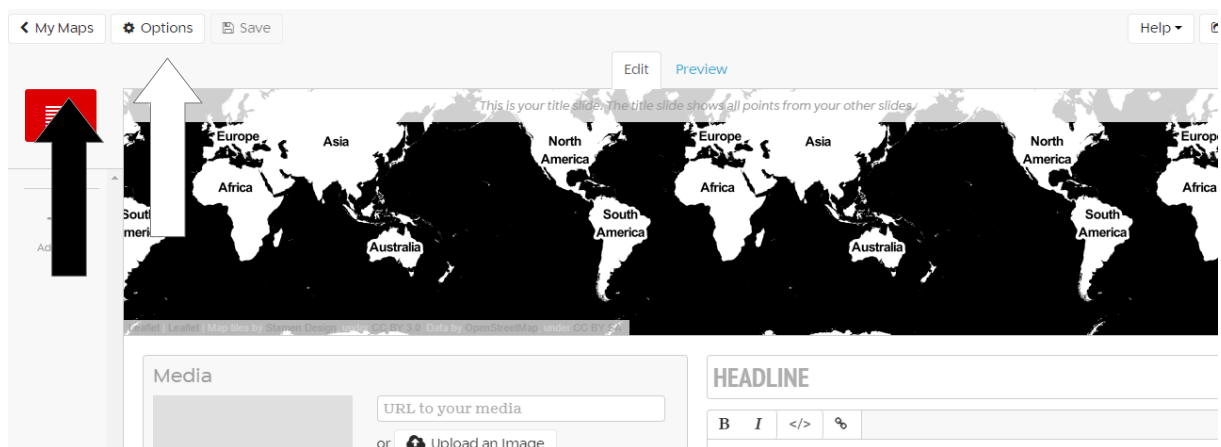 My Maps Options Save Help
Edit Preview
This is your title slide. The title slide shows all points from your other slides.
Europe Asia North America Europe Asia North America Europe
Africa Africa Africa
South America South America
Australia Australia
Leaflet | Leaflet | Map tiles by Stamen Design, under CC BY 3.0. Data by OpenStreetMap, under CC BY SA
Media
URL to your media
or Upload an Image
HEADLINE
B I </>